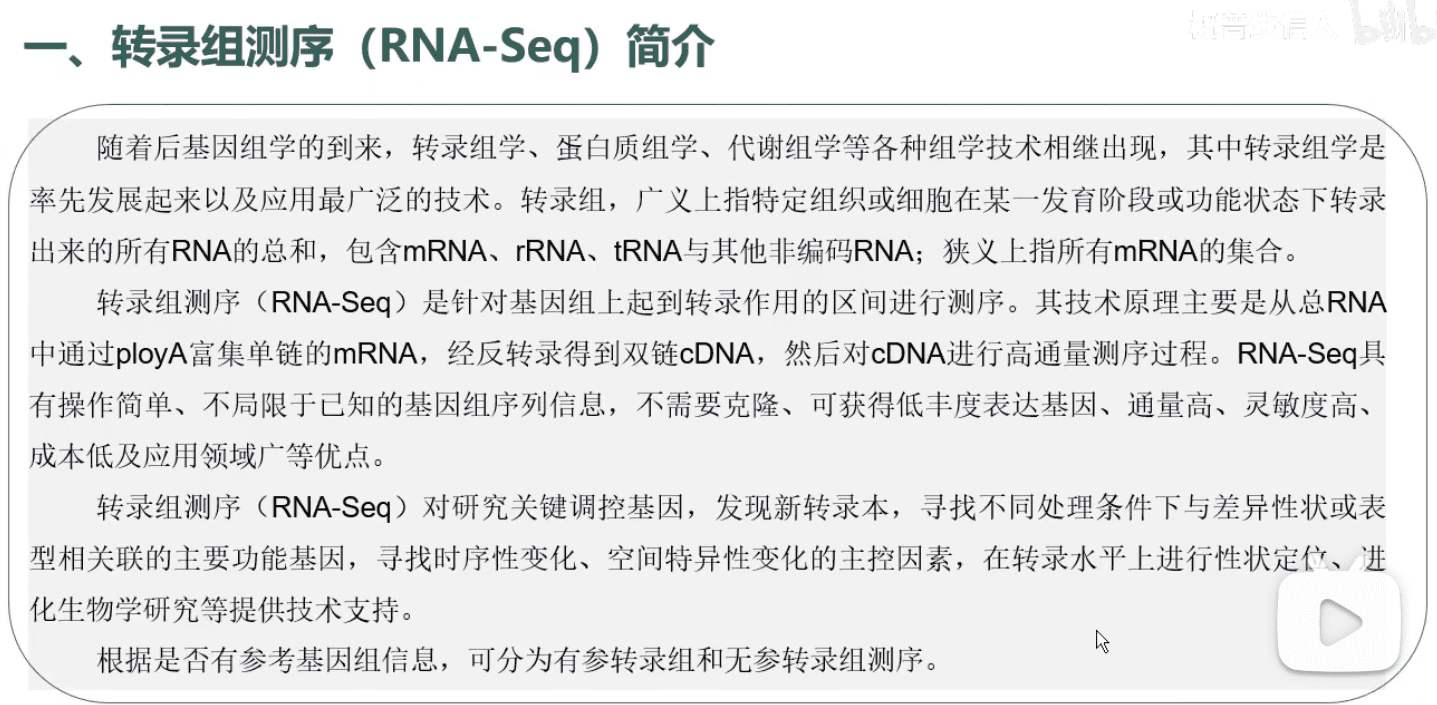 一、转录组测序（RNA-Seq）简介
随着后基因组学的到来，转录组学、蛋白质组学、代谢组学等各种组学技术相继出现，其中转录组学是
率先发展起来以及应用最广泛的技术。转录组，广义上指特定组织或细胞在某一发育阶段或功能状态下转录
出来的所有RNA的总和，包含mRNA、rRNA、tRNA与其他非编码RNA；狭义上指所有mRNA的集合。
转录组测序（RNA-Seq）是针对基因组上起到转录作用的区间进行测序。其技术原理主要是从总RNA
中通过ployA富集单链的mRNA，经反转录得到双链cDNA，然后对cDNA进行高通量测序过程。RNA-Seq具
有操作简单、不局限于已知的基因组序列信息，不需要克隆、可获得低丰度表达基因、通量高、灵敏度高、
成本低及应用领域广等优点。
转录组测序（RNA-Seq）对研究关键调控基因，发现新转录本，寻找不同处理条件下与差异性状或表
型相关联的主要功能基因，寻找时序性变化、空间特异性变化的主控因素，在转录水平上进行性状定位、进
化生物学研究等提供技术支持。
根据是否有参考基因组信息，可分为有参转录组和无参转录组测序。